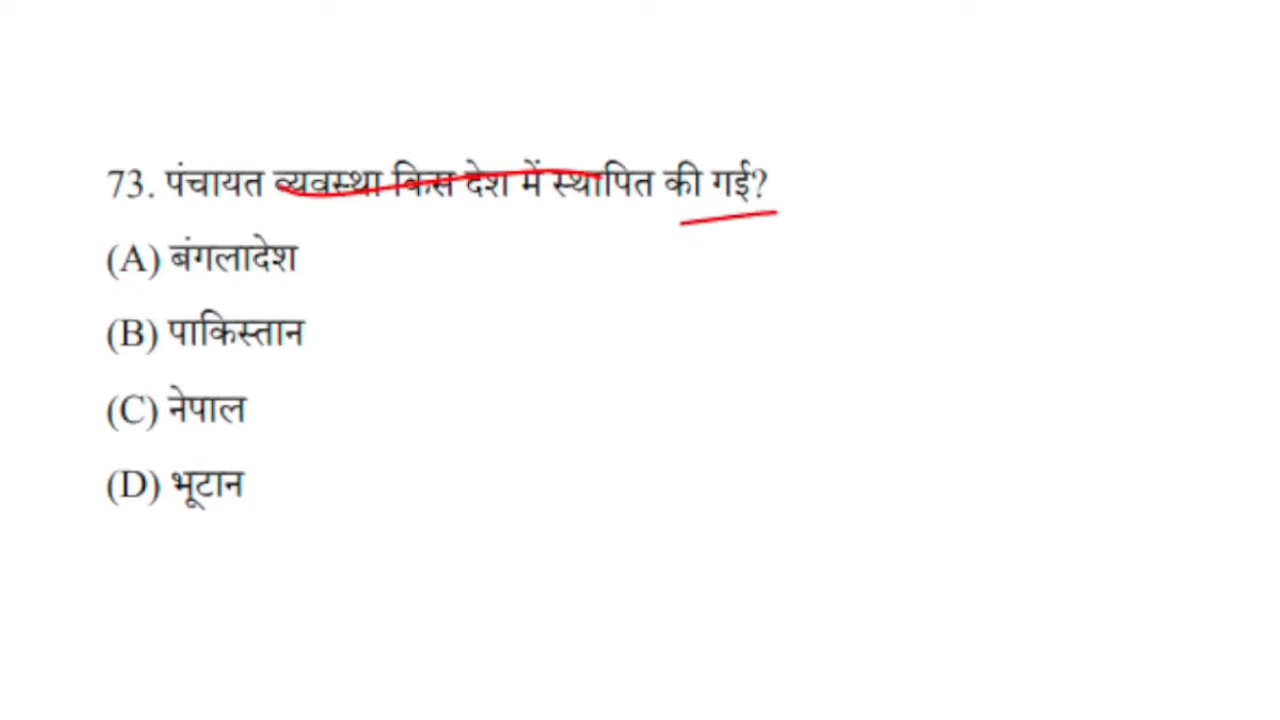 73. पंचायत व्यवस्था किस देश में स्थापित की गई?
(A) बंगलादेश
(B) पाकिस्तान
(C) नेपाल
(D) भूटान